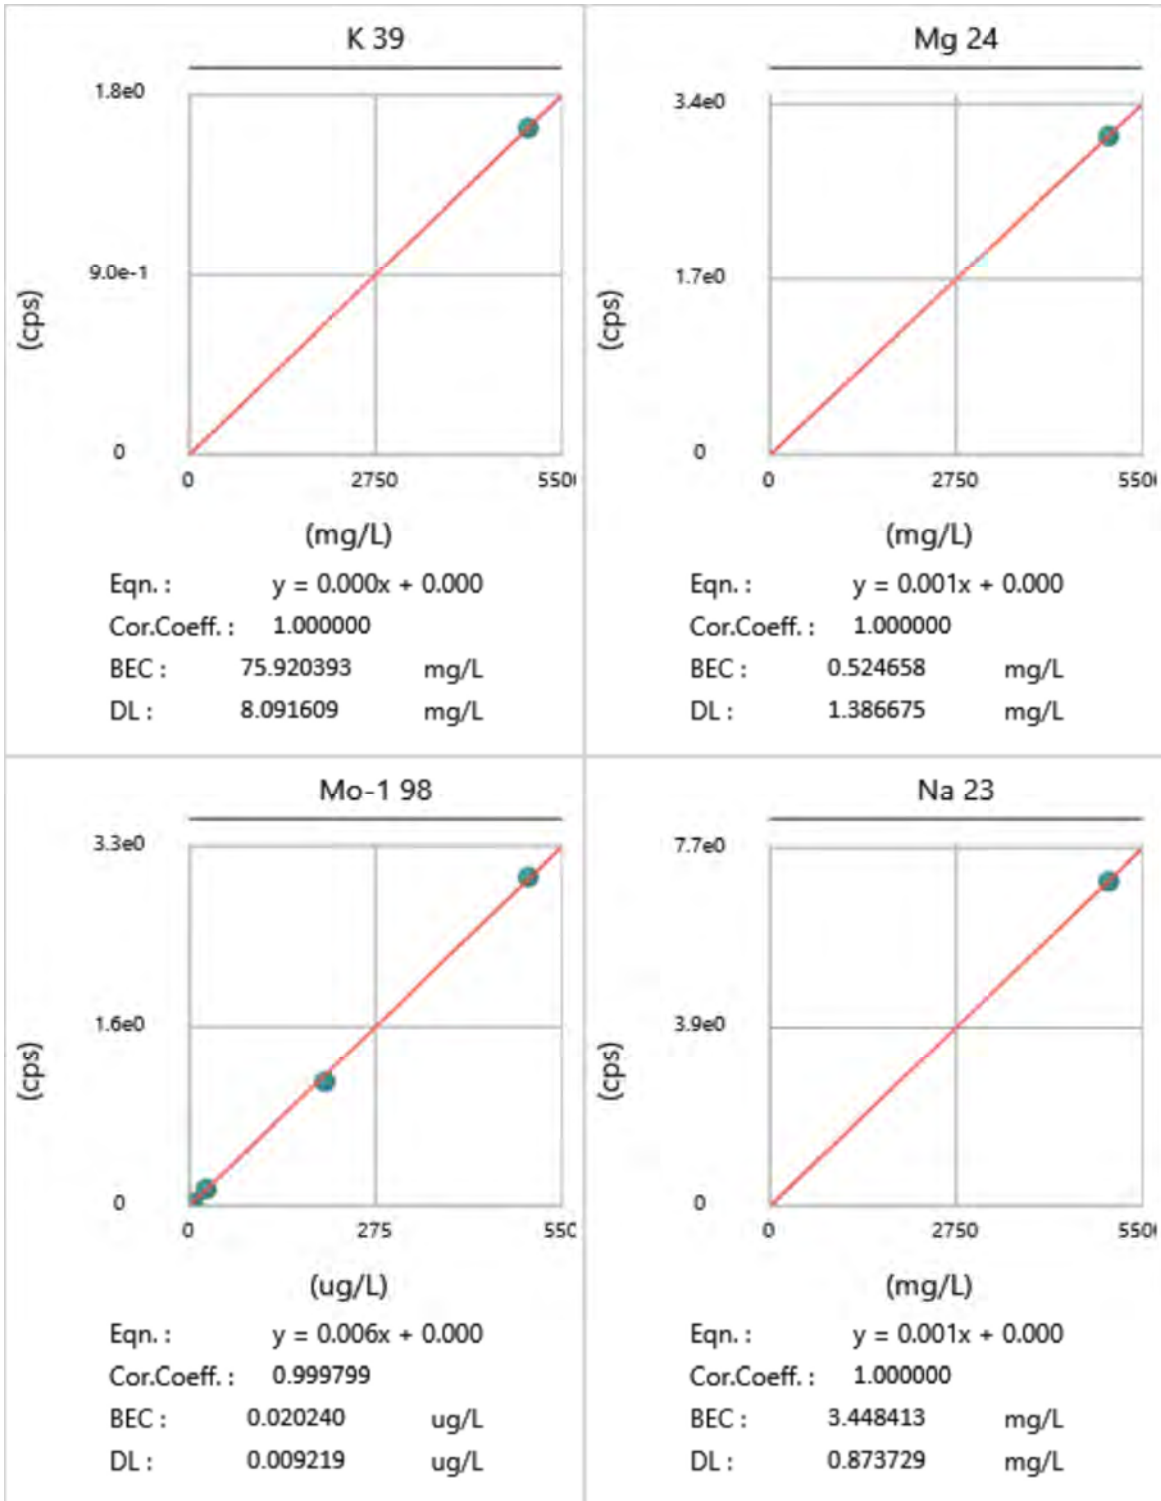 K 39
1.8e0
9.0e-1
0
(cps)
0 2750 550
(mg/L)
Eqn. : y = 0.000x + 0.000
Cor.Coeff. : 1.000000
BEC : 75.920393 mg/L
DL : 8.091609 mg/L
Mg 24
3.4e0
1.7e0
0
(cps)
0 2750 550
(mg/L)
Eqn. : y = 0.001x + 0.000
Cor.Coeff. : 1.000000
BEC : 0.524658 mg/L
DL : 1.386675 mg/L
Mo-1 98
3.3e0
1.6e0
0
(cps)
0 275 550
(ug/L)
Eqn. : y = 0.006x + 0.000
Cor.Coeff. : 0.999799
BEC : 0.020240 ug/L
DL : 0.009219 ug/L
Na 23
7.7e0
3.9e0
0
(cps)
0 2750 550
(mg/L)
Eqn. : y = 0.001x + 0.000
Cor.Coeff. : 1.000000
BEC : 3.448413 mg/L
DL : 0.873729 mg/L